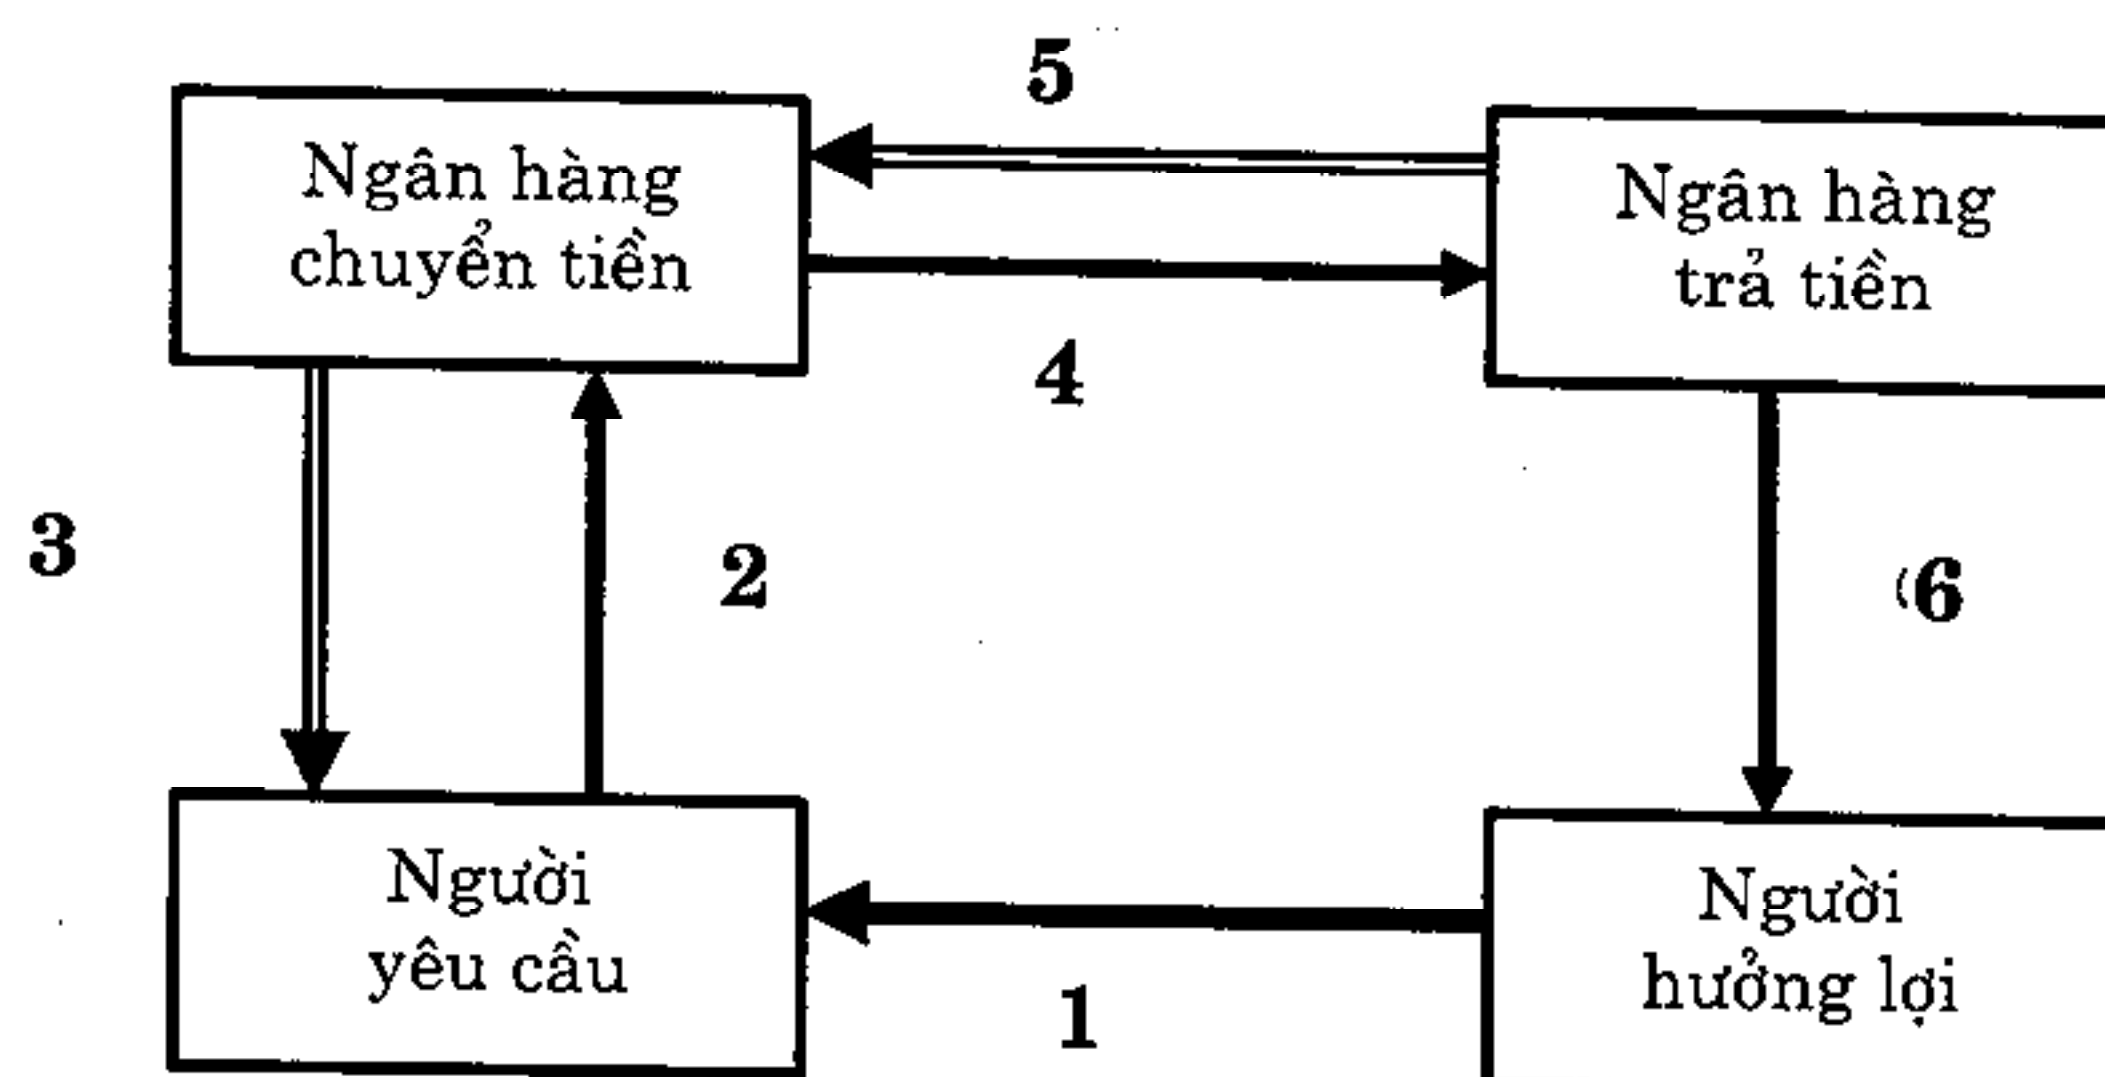 5
Ngân hàng
chuyển tiền
Ngân hàng
trả tiền
4
3
2
(6
Người
yêu cầu
Người
hưởng lợi
1